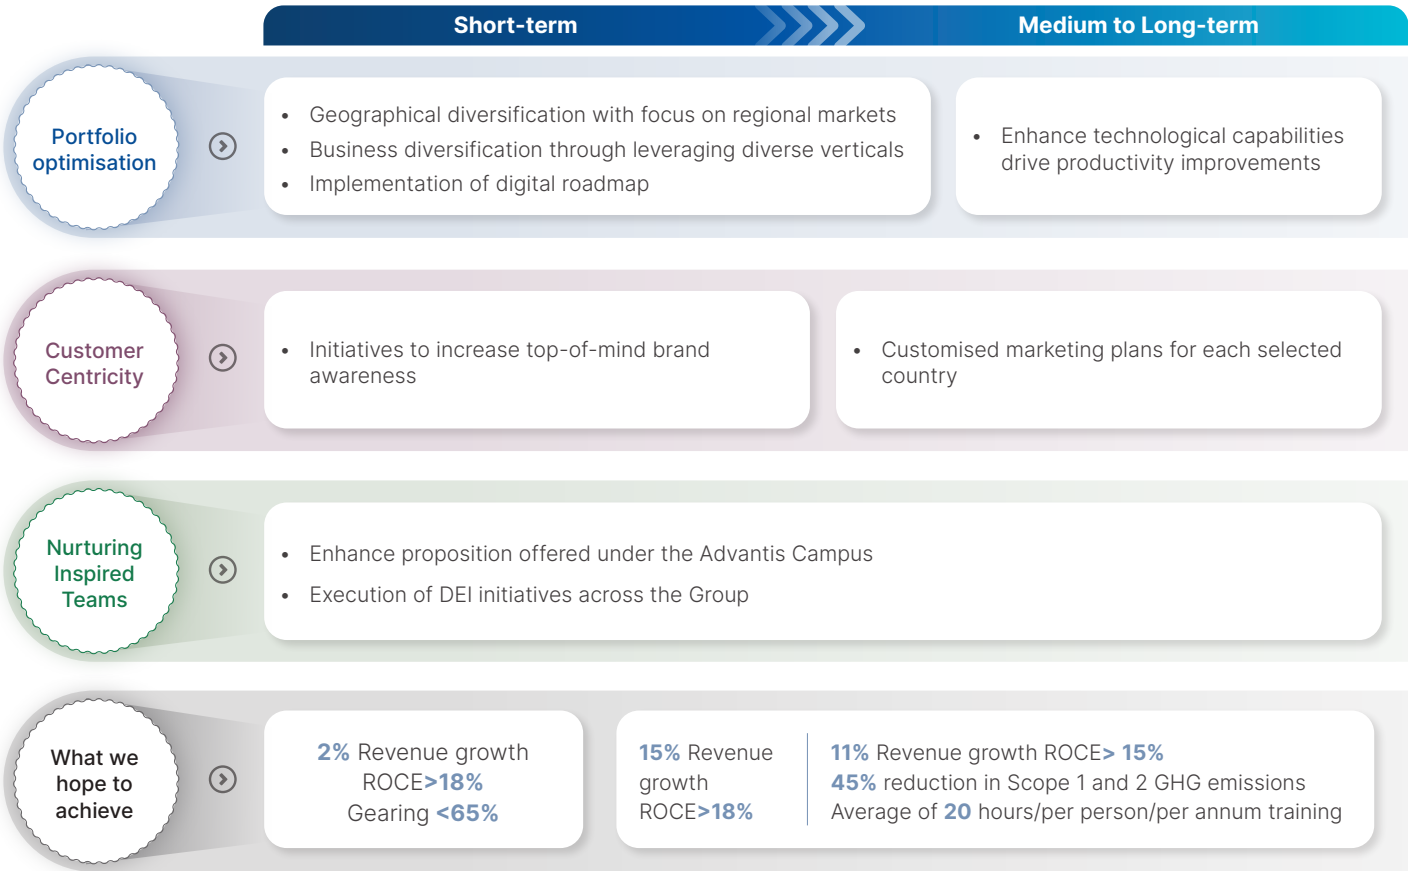 Short-term
Medium to Long-term
Portfolio
optimisation
• Geographical diversification with focus on regional markets
• Business diversification through leveraging diverse verticals
• Implementation of digital roadmap
• Enhance technological capabilities
drive productivity improvements
Customer
Centricity
• Initiatives to increase top-of-mind brand
awareness
• Customised marketing plans for each selected
country
Nurturing
Inspired
Teams
• Enhance proposition offered under the Advantis Campus
• Execution of DEI initiatives across the Group
What we
hope to
achieve
2% Revenue growth
ROCE>18%
Gearing <65%
15% Revenue
growth
ROCE>18%
11% Revenue growth ROCE> 15%
45% reduction in Scope 1 and 2 GHG emissions
Average of 20 hours/per person/per annum training